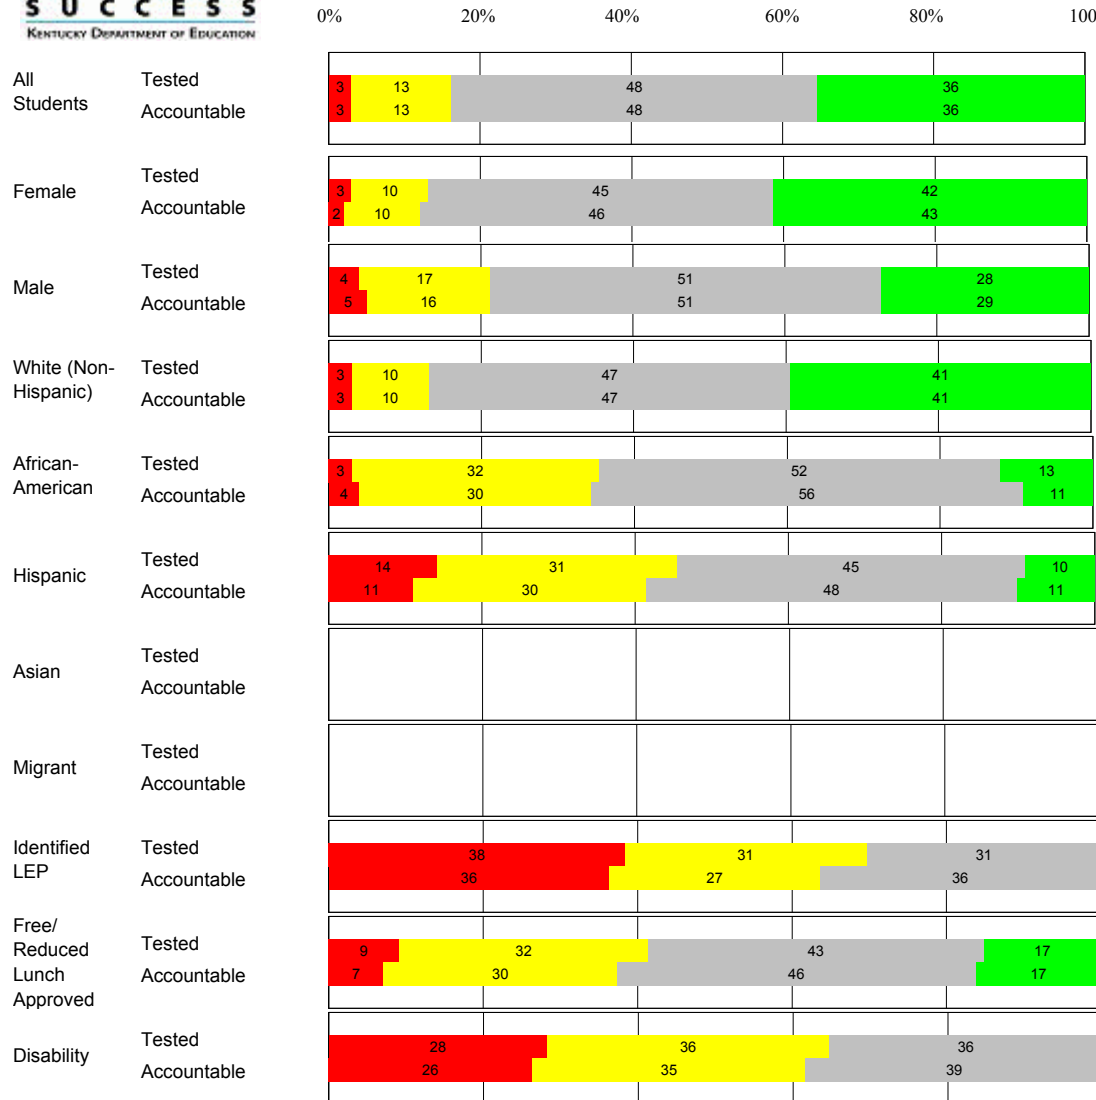 SUCCESS
KENTUCKY DEPARTMENT OF EDUCATION
0% 20% 40% 60% 80% 100
All Students
Tested 3 13 48 36
Accountable 3 13 48 36
Female
Tested 3 10 45 42
Accountable 2 10 46 43
Male
Tested 4 17 51 28
Accountable 5 16 51 29
White (Non-
Hispanic)
Tested 3 10 47 41
Accountable 3 10 47 41
African-
American
Tested 3 32 52 13
Accountable 4 30 56 11
Hispanic
Tested 14 31 45 10
Accountable 11 30 48 11
Asian
Tested
Accountable
Migrant
Tested
Accountable
Identified
LEP
Tested 38 31 31
Accountable 36 27 36
Free/
Reduced
Lunch
Approved
Tested 9 32 43 17
Accountable 7 30 46 17
Disability
Tested 28 36 36
Accountable 26 35 39